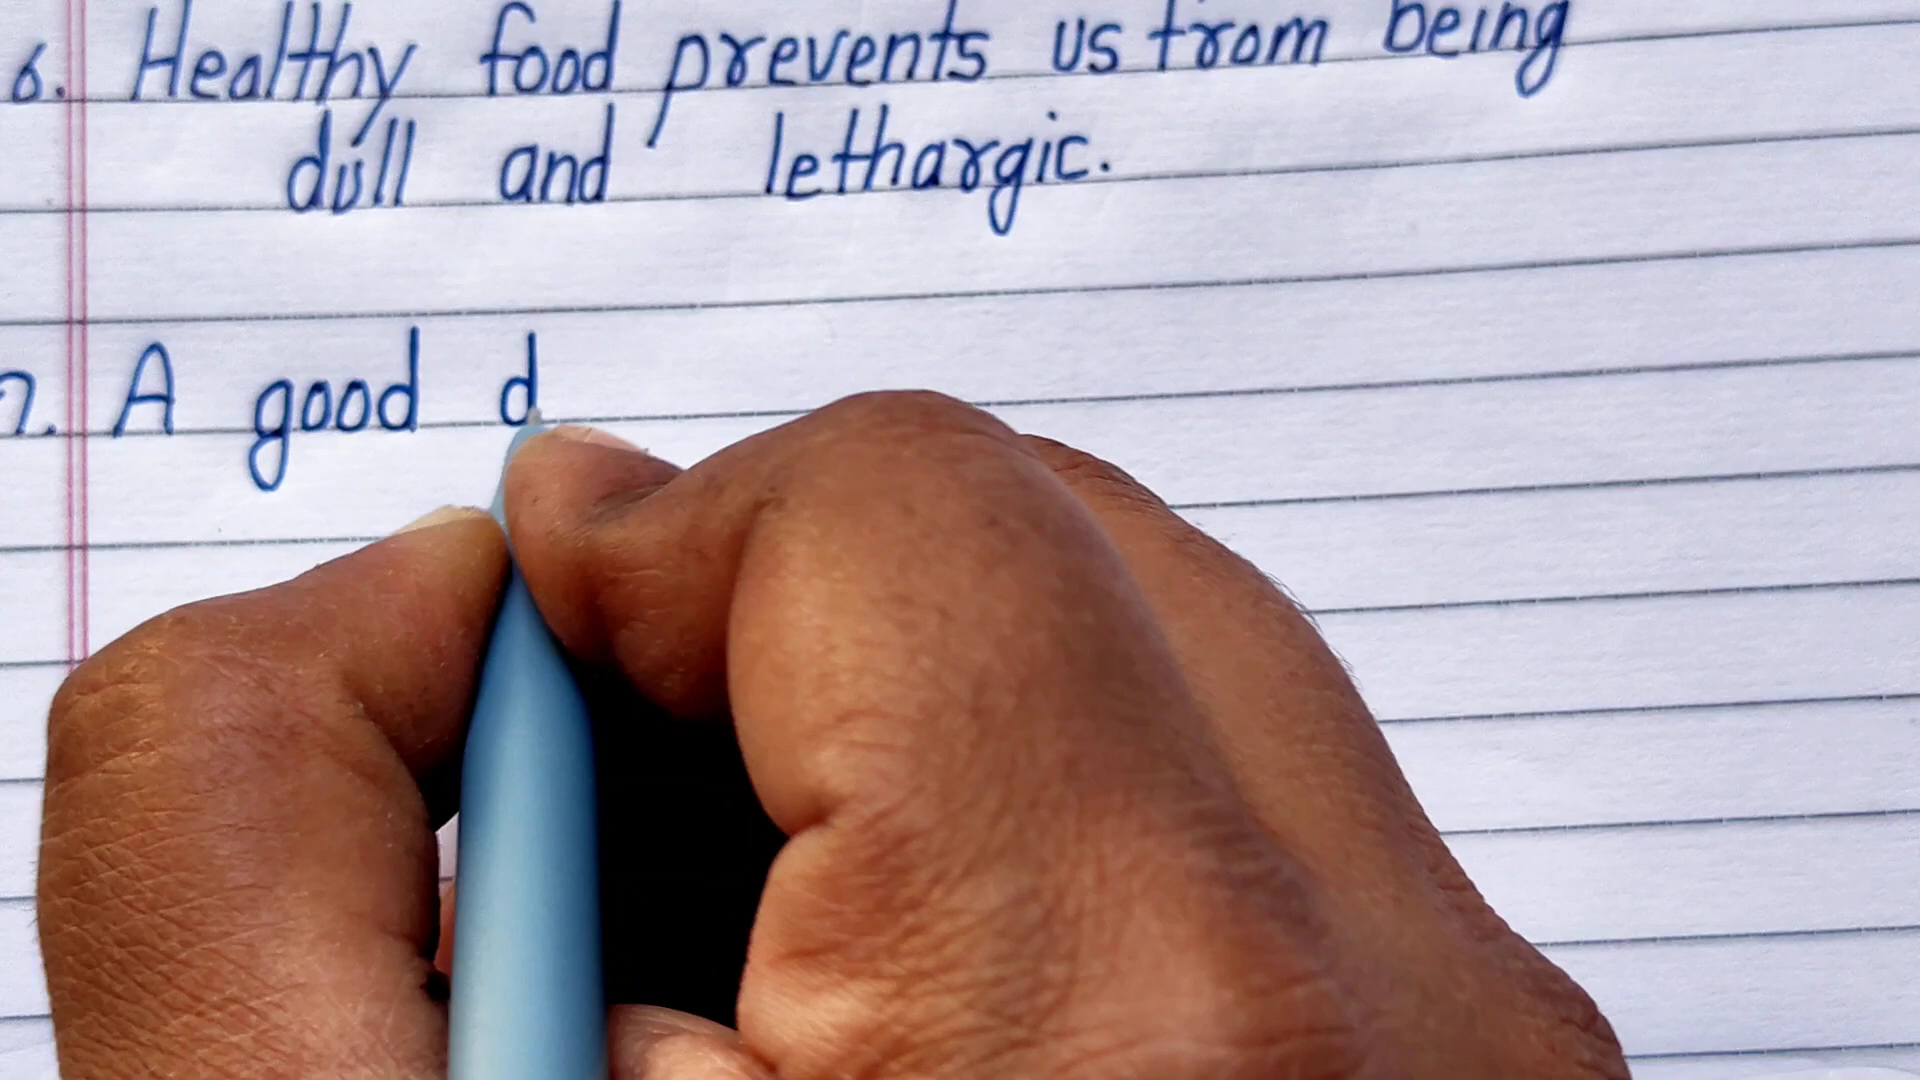 6. Healthy food prevents us from being
dull and lethargic.
7. A good d